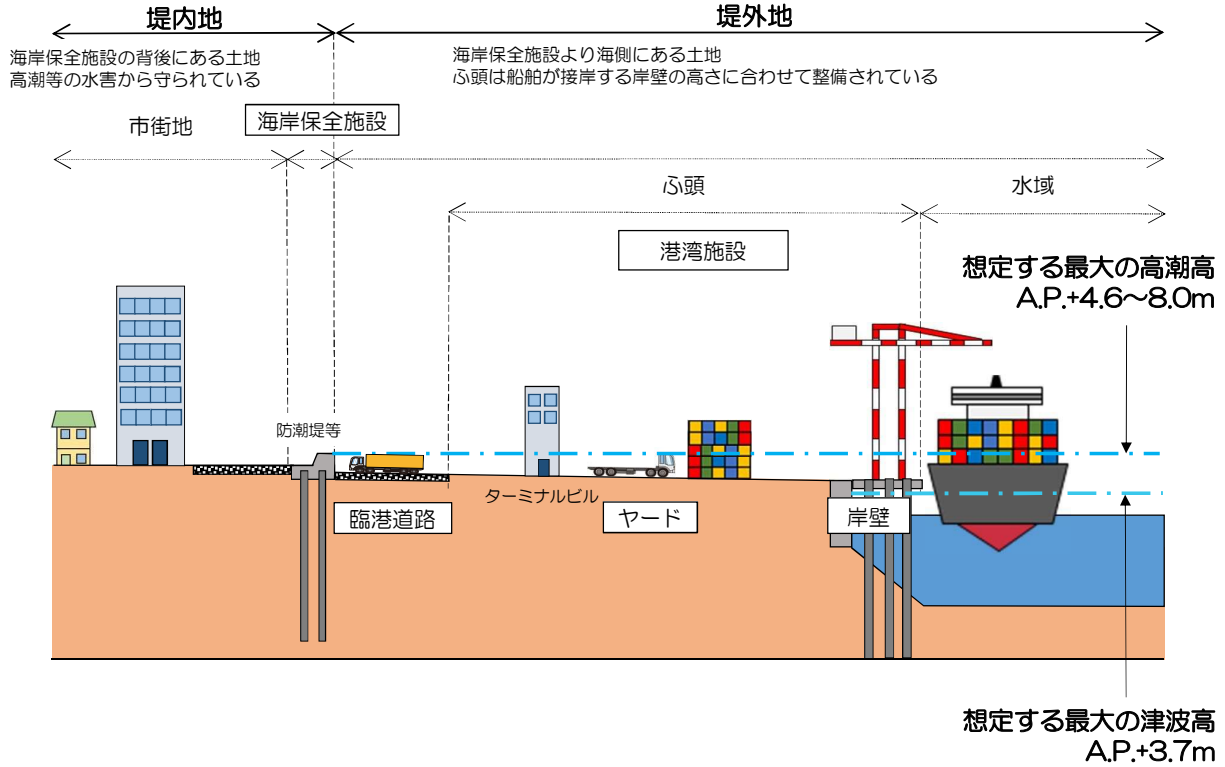 堤内地
堤外地
海岸保全施設の背後にある土地
高潮等の水害から守られている
海岸保全施設より海側にある土地
ふ頭は船舶が接岸する岸壁の高さに合わせて整備されている
市街地
海岸保全施設
ふ頭
水域
港湾施設
想定する最大の高潮高
A.P.+4.6～8.0m
防潮堤等
ターミナルビル
臨港道路
ヤード
岸壁
想定する最大の津波高
A.P.+3.7m